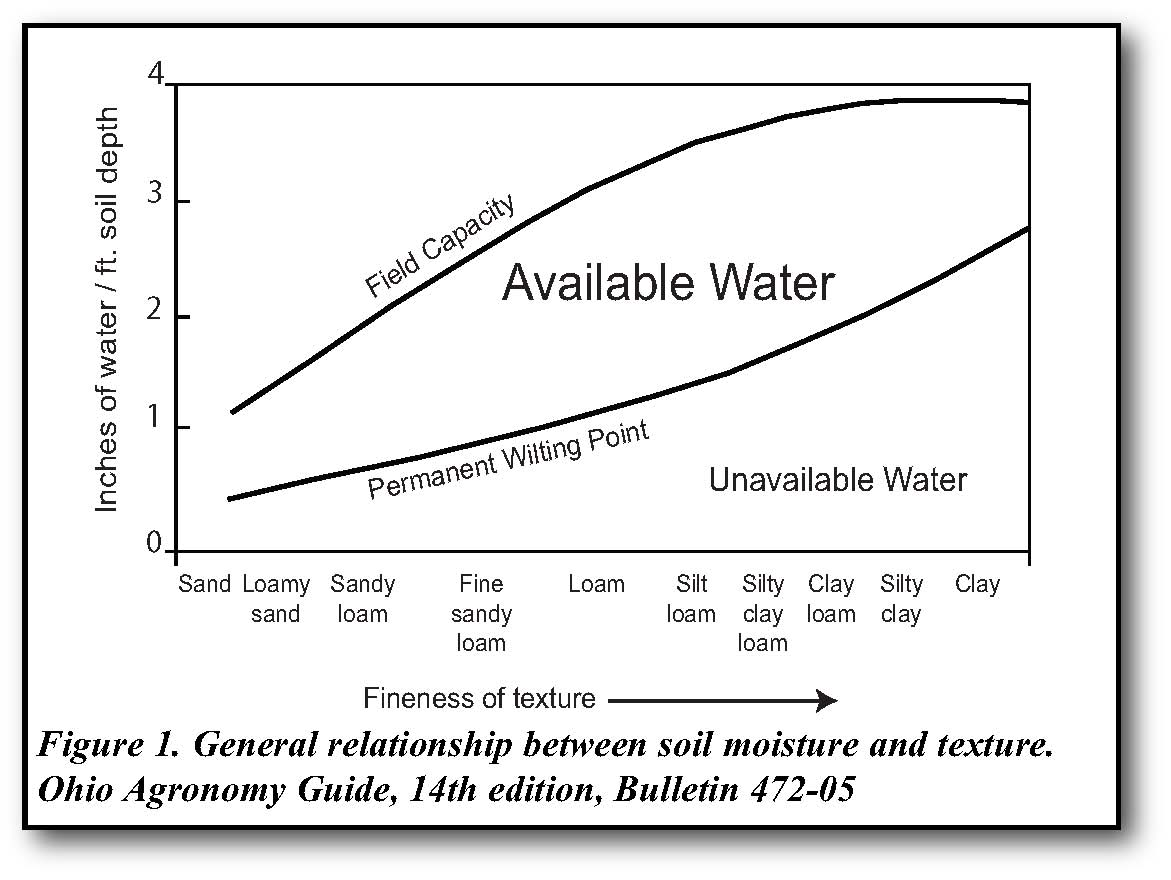 4
3
2
1
0
Inches of water / ft. soil depth
Field Capacity
Available Water
Permanent Wilting Point
Unavailable Water
Sand
Loamy
sand
Sandy
loam
Fine
sandy
loam
Loam
Silt
loam
Silty
clay
loam
Clay
loam
Silty
clay
Clay
Fineness of texture
Figure 1. General relationship between soil moisture and texture.
Ohio Agronomy Guide, 14th edition, Bulletin 472-05